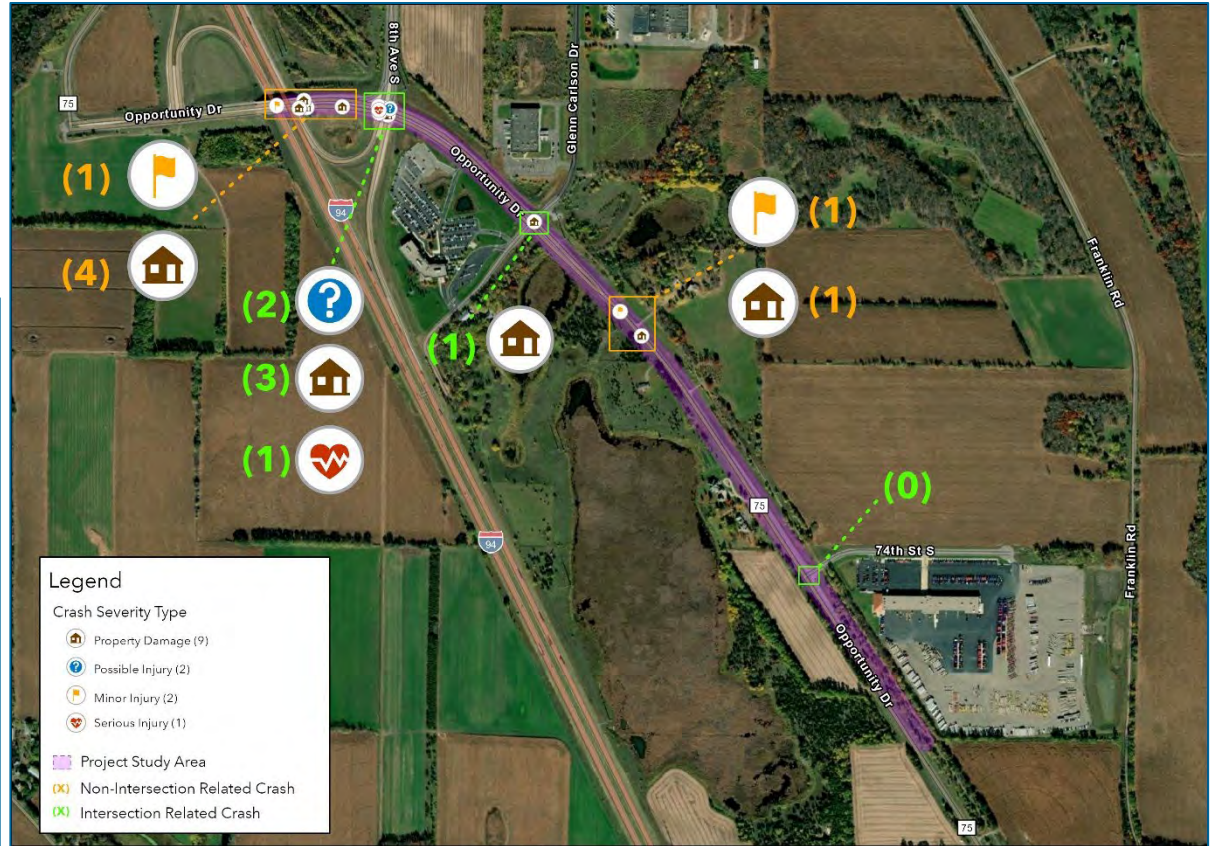 8th Ave S
Glenn Carlson Dr
75
Opportunity Dr
Opportunity Dr
(1)
94
(1)
Franklin Rd
(4)
?
(2)
(1)
(1)
(3)
(1)
75
(0)
94
74th St S
Franklin Rd
Opportunity Dr
Legend
Crash Severity Type
Property Damage (9)
? Possible Injury (2)
Minor Injury (2)
Serious Injury (1)
Project Study Area
(X) Non-Intersection Related Crash
(X) Intersection Related Crash
75